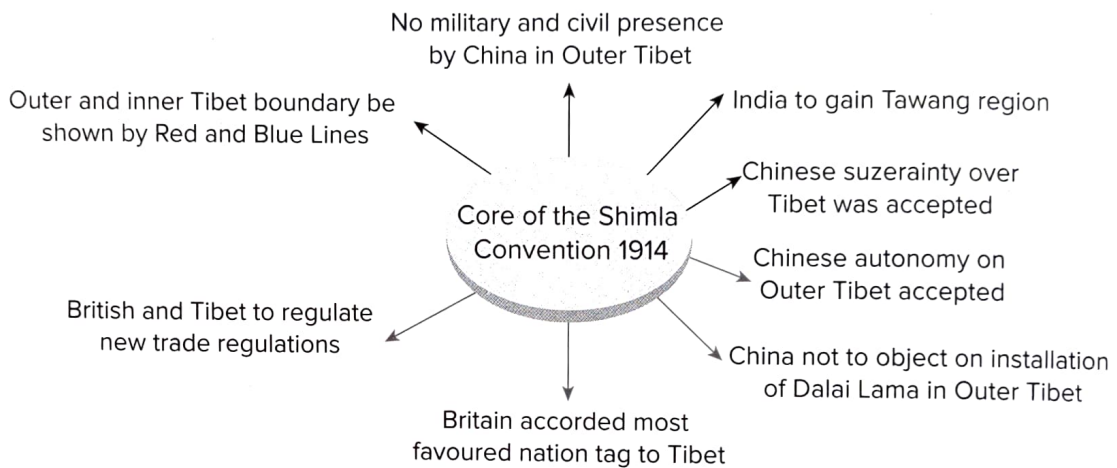 No military and civil presence
by China in Outer Tibet
Outer and inner Tibet boundary be
shown by Red and Blue Lines
India to gain Tawang region
Chinese suzerainty over
Tibet was accepted
Core of the Shimla
Convention 1914
Chinese autonomy on
Outer Tibet accepted
British and Tibet to regulate
new trade regulations
China not to object on installation
of Dalai Lama in Outer Tibet
Britain accorded most
favoured nation tag to Tibet